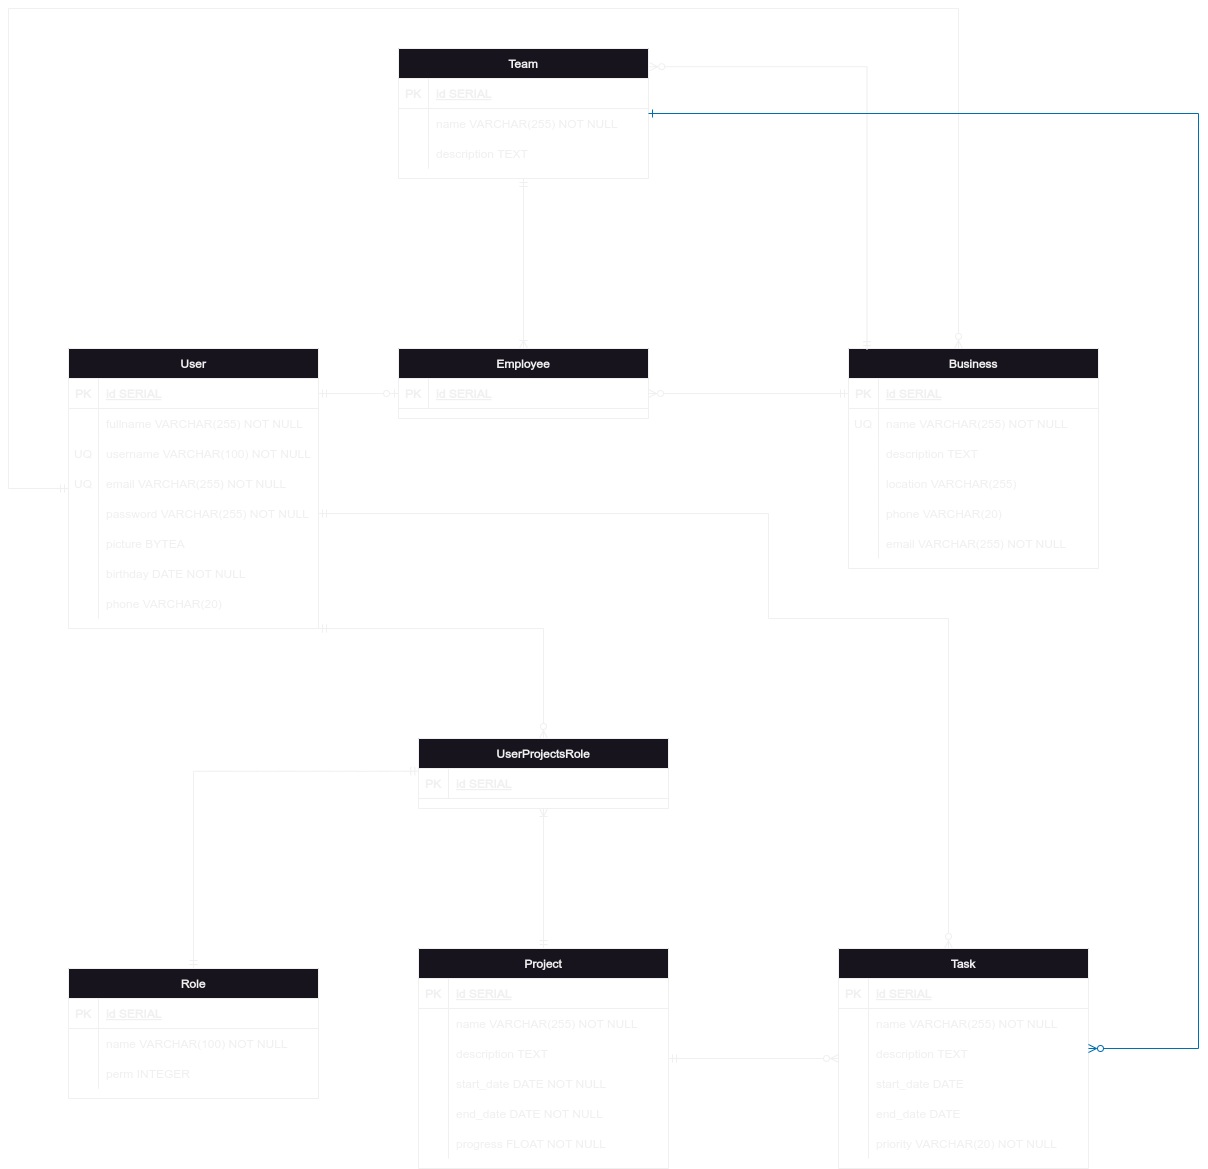 Team
PK id SERIAL
name VARCHAR(255) NOT NULL
description TEXT
User
PK id SERIAL
fullname VARCHAR(255) NOT NULL
UQ username VARCHAR(100) NOT NULL
UQ email VARCHAR(255) NOT NULL
password VARCHAR(255) NOT NULL
picture BYTEA
birthday DATE NOT NULL
phone VARCHAR(20)
Employee
PK id SERIAL
Business
PK id SERIAL
UQ name VARCHAR(255) NOT NULL
description TEXT
location VARCHAR(255)
phone VARCHAR(20)
email VARCHAR(255) NOT NULL
UserProjectsRole
PK id SERIAL
Role
PK id SERIAL
name VARCHAR(100) NOT NULL
perm INTEGER
Project
PK id SERIAL
name VARCHAR(255) NOT NULL
description TEXT
start_date DATE NOT NULL
end_date DATE NOT NULL
progress FLOAT NOT NULL
Task
PK id SERIAL
name VARCHAR(255) NOT NULL
description TEXT
start_date DATE
end_date DATE
priority VARCHAR(20) NOT NULL